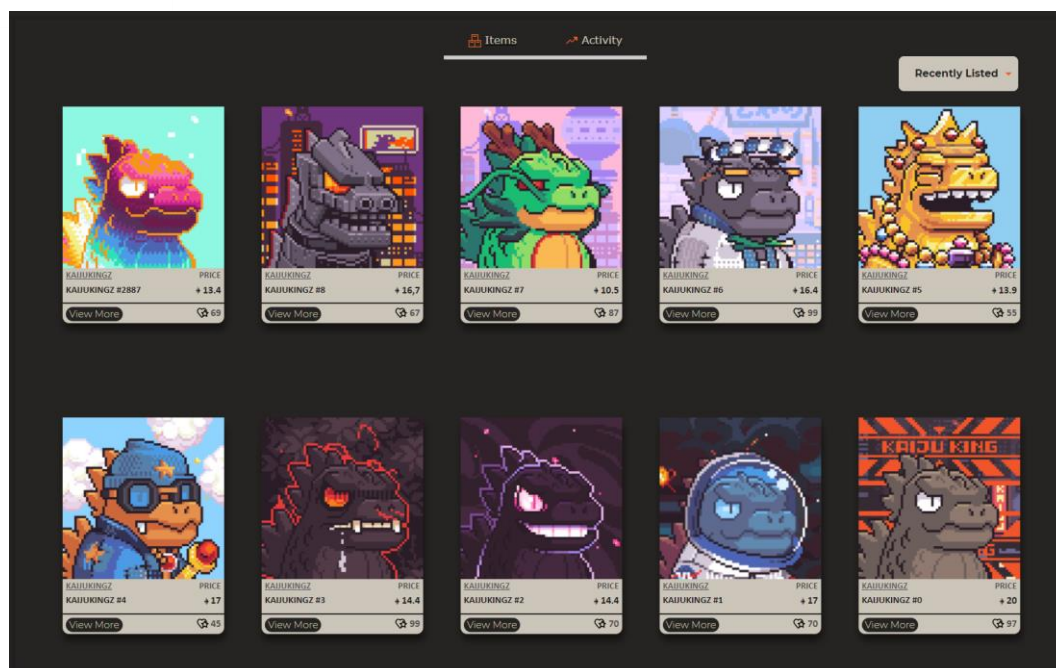 Items Activity
Recently Listed
KAIJUKINGZ PRICE
KAIJUKINGZ #2887 13.4
View More 69
KAIJUKINGZ PRICE
KAIJUKINGZ #8 16,7
View More 67
KAIJUKINGZ PRICE
KAIJUKINGZ #7 10.5
View More 87
KAIJUKINGZ PRICE
KAIJUKINGZ #6 16.4
View More 99
KAIJUKINGZ PRICE
KAIJUKINGZ #5 13.9
View More 55
KAIJU KING
KAIJUKINGZ PRICE
KAIJUKINGZ #4 17
View More 45
KAIJUKINGZ PRICE
KAIJUKINGZ #3 14.4
View More 99
KAIJUKINGZ PRICE
KAIJUKINGZ #2 14.4
View More 70
KAIJUKINGZ PRICE
KAIJUKINGZ #1 17
View More 70
KAIJUKINGZ PRICE
KAIJUKINGZ #0 20
View More 97